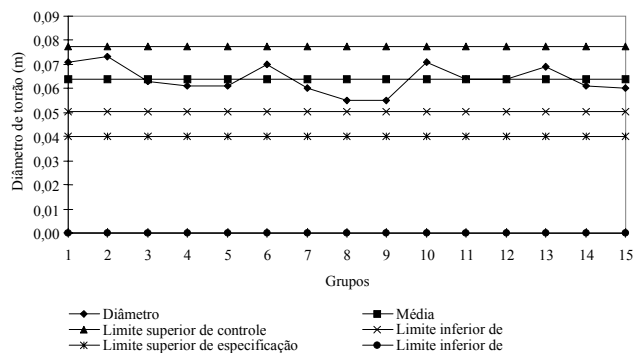 0,09
0,08
0,07
0,06
0,05
0,04
0,03
0,02
0,01
0,00
Diâmetro de torrão (m)
1 2 3 4 5 6 7 8 9 10 11 12 13 14 15
Grupos
Diâmetro
Média
Limite superior de controle
Limite inferior de
Limite superior de especificação
Limite inferior de